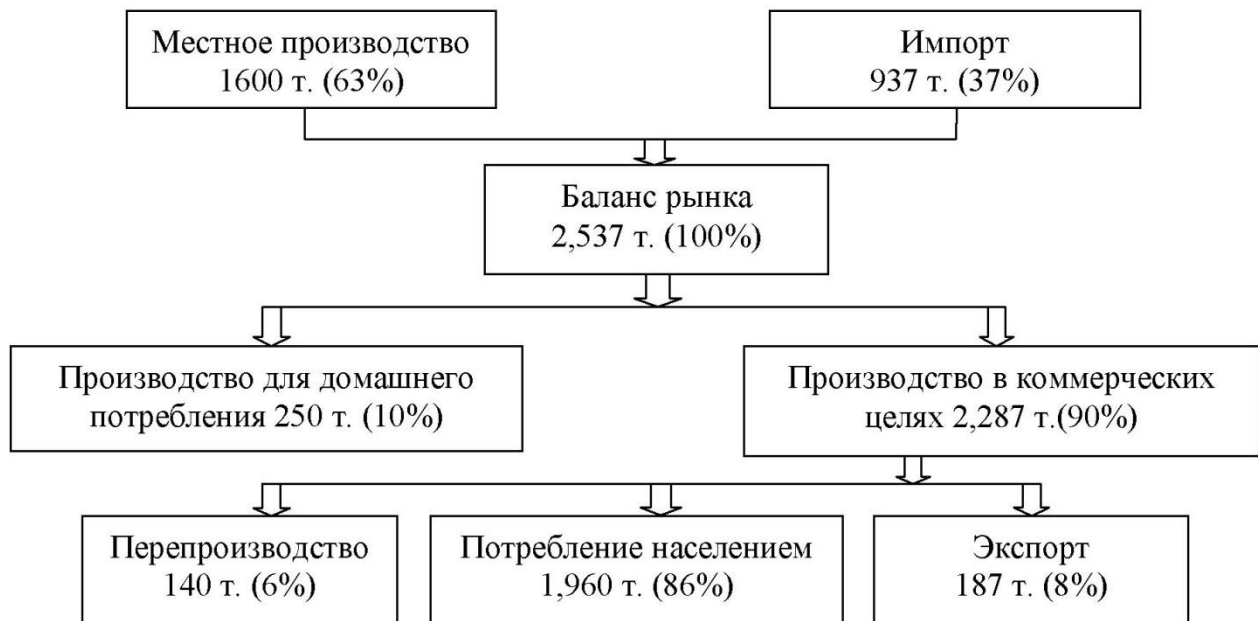 Местное производство
1600 т. (63%)
Импорт
937 т. (37%)
Баланс рынка
2,537 т. (100%)
Производство для домашнего
потребления 250 т. (10%)
Производство в коммерческих
целях 2,287 т.(90%)
Перепроизводство
140 т. (6%)
Потребление населением
1,960 т. (86%)
Экспорт
187 т. (8%)